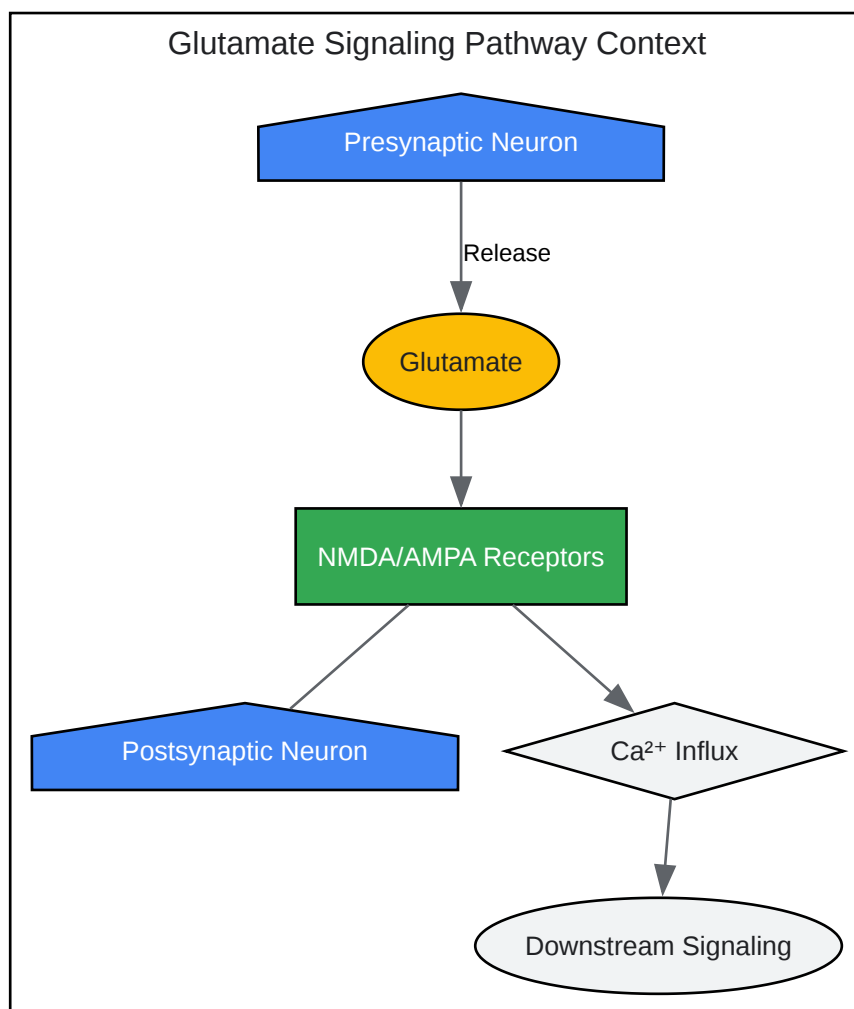 Glutamate Signaling Pathway Context
Presynaptic Neuron
Release
Glutamate
NMDA/AMPA Receptors
Postsynaptic Neuron
Ca²⁺ Influx
Downstream Signaling